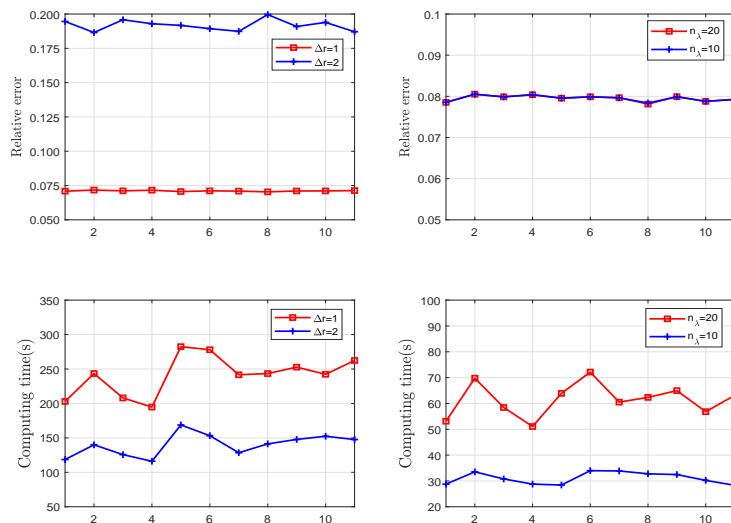 0.200
0.175
0.150
0.125
0.100
0.075
0.050
Relative error
2 4 6 8 10
Δr=1
Δr=2
0.1
0.09
0.08
0.07
0.06
0.05
Relative error
2 4 6 8 10
n_λ=20
n_λ=10
350
300
250
200
150
100
50
Computing time(s)
2 4 6 8 10
Δr=1
Δr=2
100
90
80
70
60
50
40
30
20
Computing time(s)
2 4 6 8 10
n_λ=20
n_λ=10